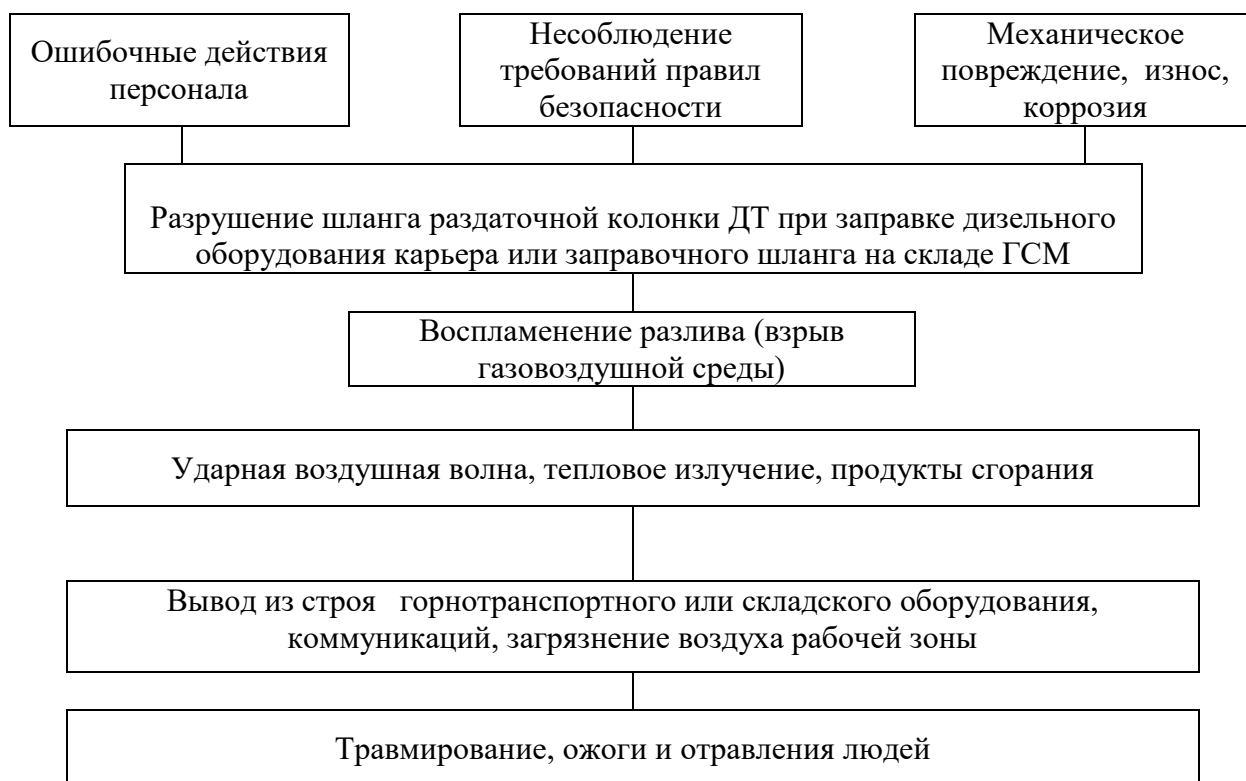 Ошибочные действия
персонала
Несоблюдение
требований правил
безопасности
Механическое
повреждение, износ,
коррозия
Разрушение шланга раздаточной колонки ДТ при заправке дизельного
оборудования карьера или заправочного шланга на складе ГСМ
Воспламенение разлива (взрыв
газовоздушной среды)
Ударная воздушная волна, тепловое излучение, продукты сгорания
Вывод из строя горнотранспортного или складского оборудования,
коммуникаций, загрязнение воздуха рабочей зоны
Травмирование, ожоги и отравления людей